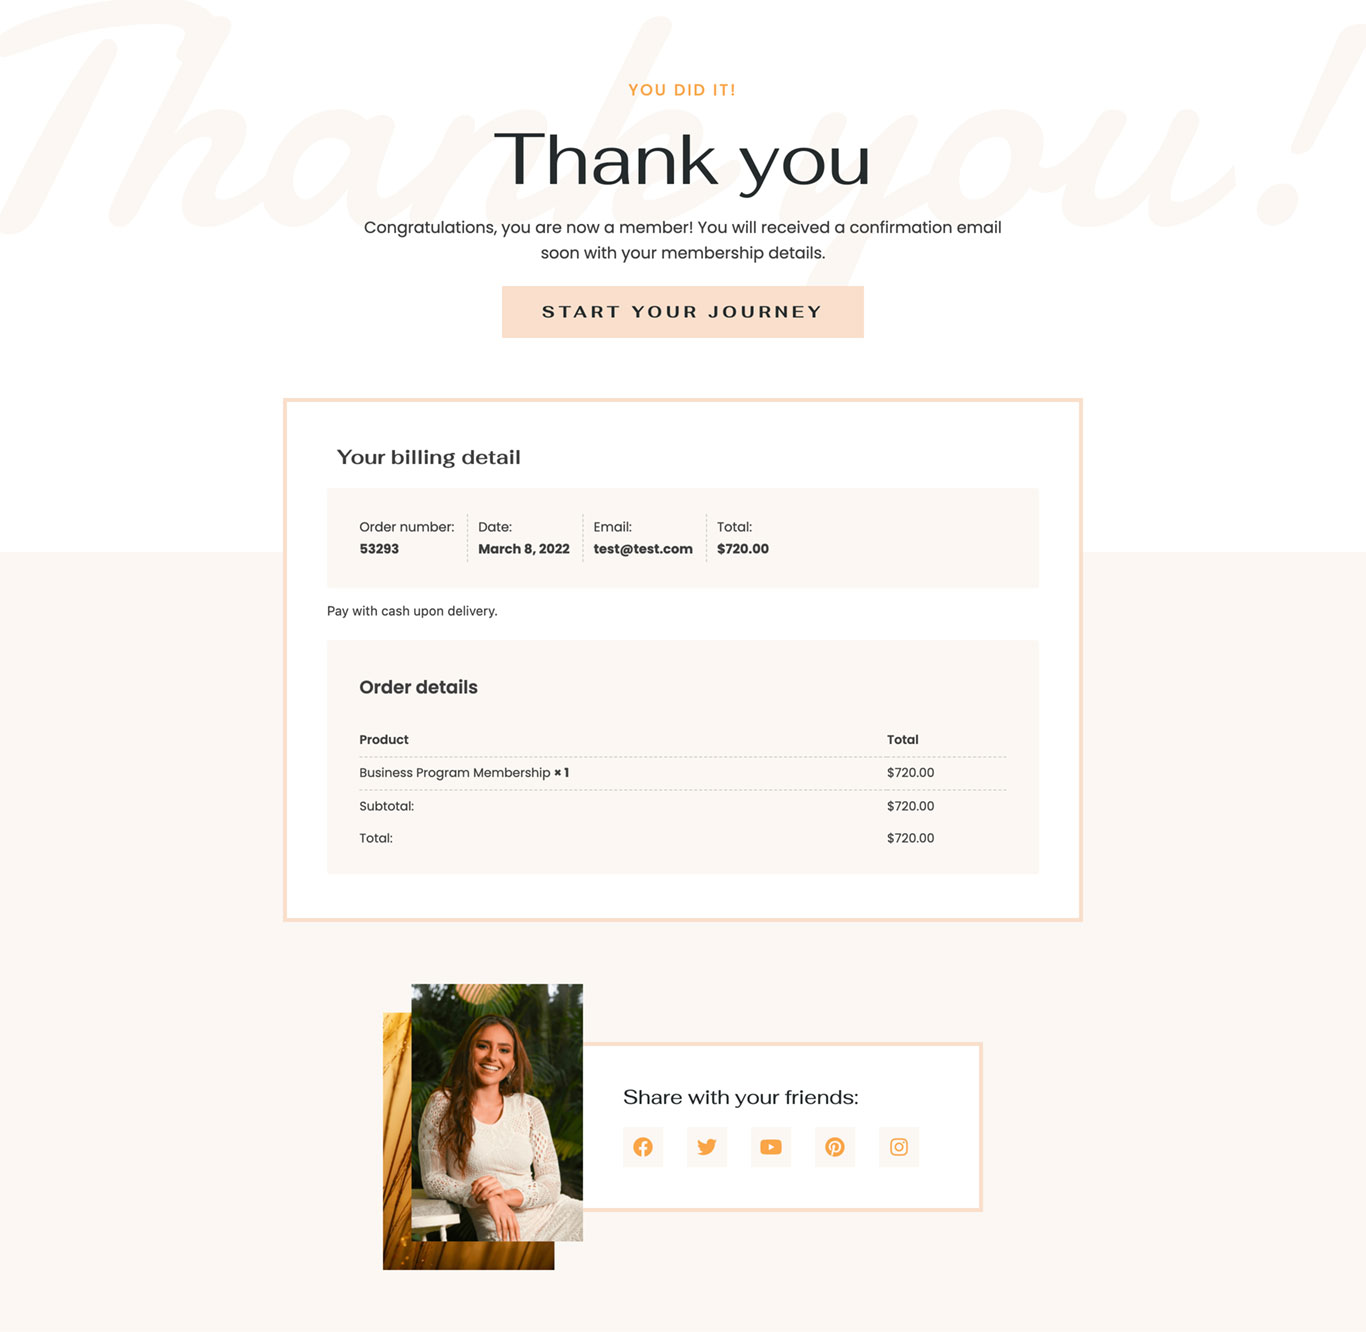 Thank you!
YOU DID IT!
Thank you
Congratulations, you are now a member! You will received a confirmation email
soon with your membership details.
START YOUR JOURNEY
Your billing detail
Order number: Date: Email: Total:
53293 March 8, 2022 test@test.com $720.00
Pay with cash upon delivery.
Order details
Product Total
Business Program Membership × 1 $720.00
Subtotal: $720.00
Total: $720.00
Share with your friends: